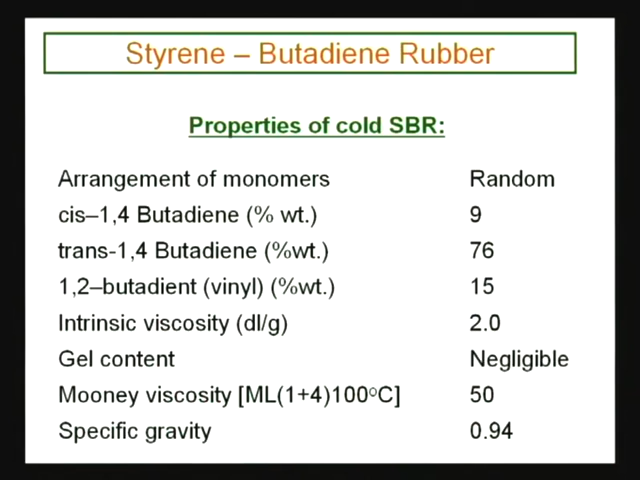 Styrene – Butadiene Rubber
Properties of cold SBR:
Arrangement of monomers Random
cis–1,4 Butadiene (% wt.) 9
trans-1,4 Butadiene (%wt.) 76
1,2–butadient (vinyl) (%wt.) 15
Intrinsic viscosity (dl/g) 2.0
Gel content Negligible
Mooney viscosity [ML(1+4)100°C] 50
Specific gravity 0.94